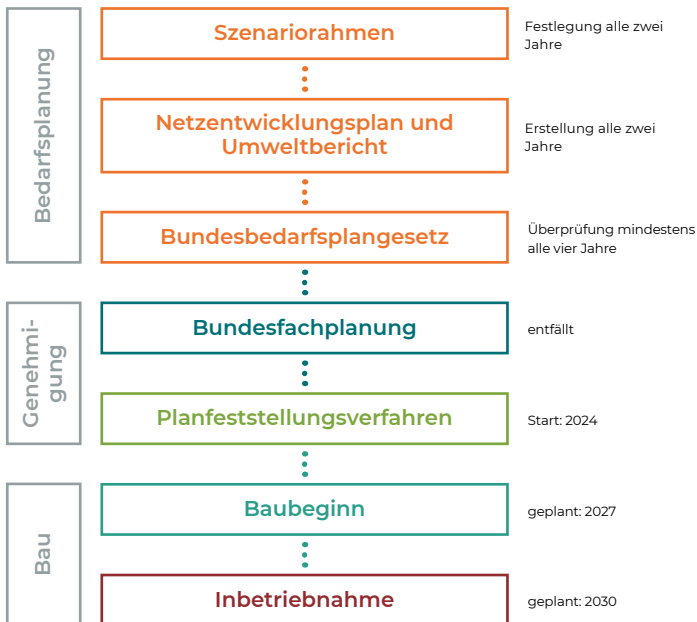 Bedarfsplanung
Szenariorahmen
Festlegung alle zwei
Jahre
Netzentwicklungsplan und
Umweltbericht
Erstellung alle zwei
Jahre
Bundesbedarfsplangesetz
Überprüfung mindestens
alle vier Jahre
Genehmi-
gung
Bundesfachplanung
entfällt
Planfeststellungsverfahren
Start: 2024
Bau
Baubeginn
geplant: 2027
Inbetriebnahme
geplant: 2030